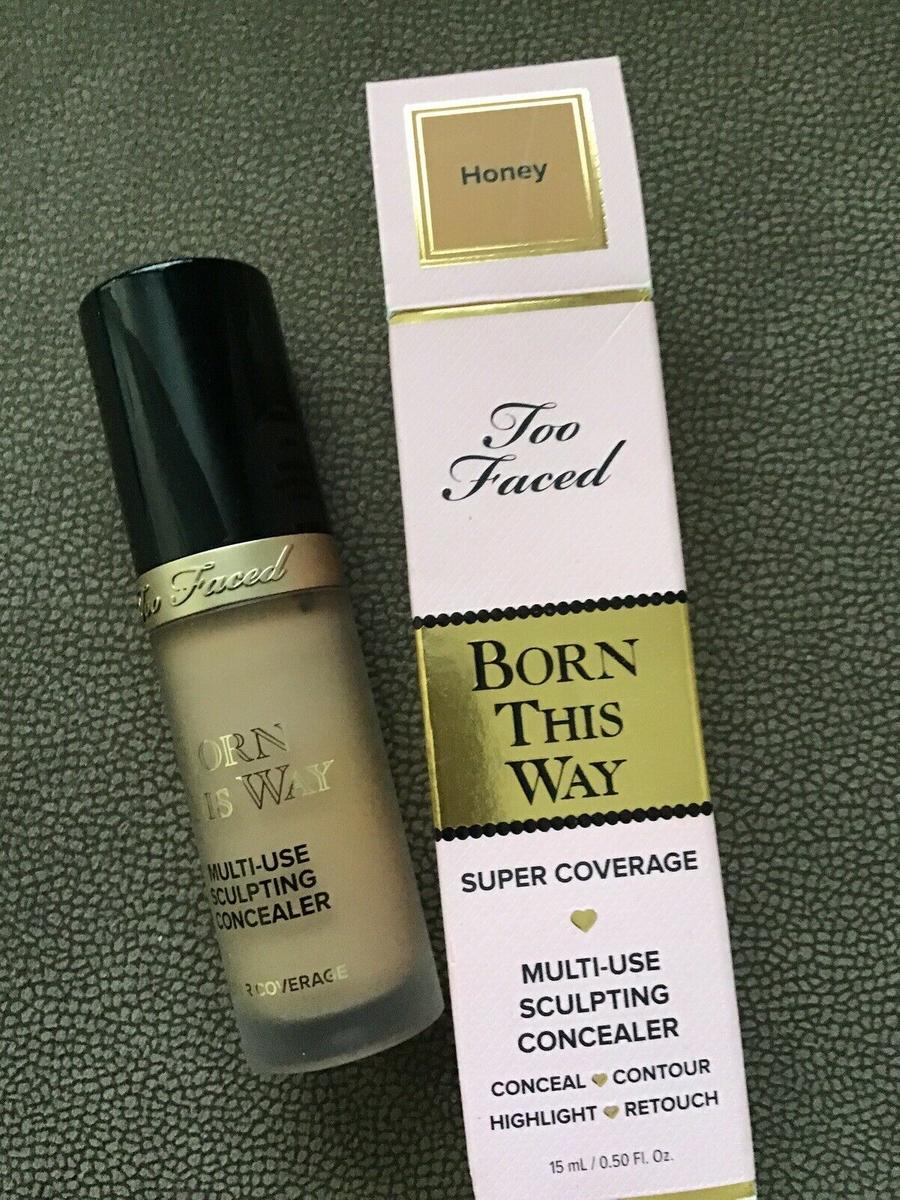 Honey
Too
Faced
BORN
THIS
WAY
SUPER COVERAGE
MULTI-USE
SCULPTING
CONCEALER
CONCEAL CONTOUR
HIGHLIGHT RETOUCH
15 mL / 0.50 Fl. Oz.
Too Faced
ORN
IS WAY
MULTI-USE
SCULPTING
CONCEALER
R COVERAGE